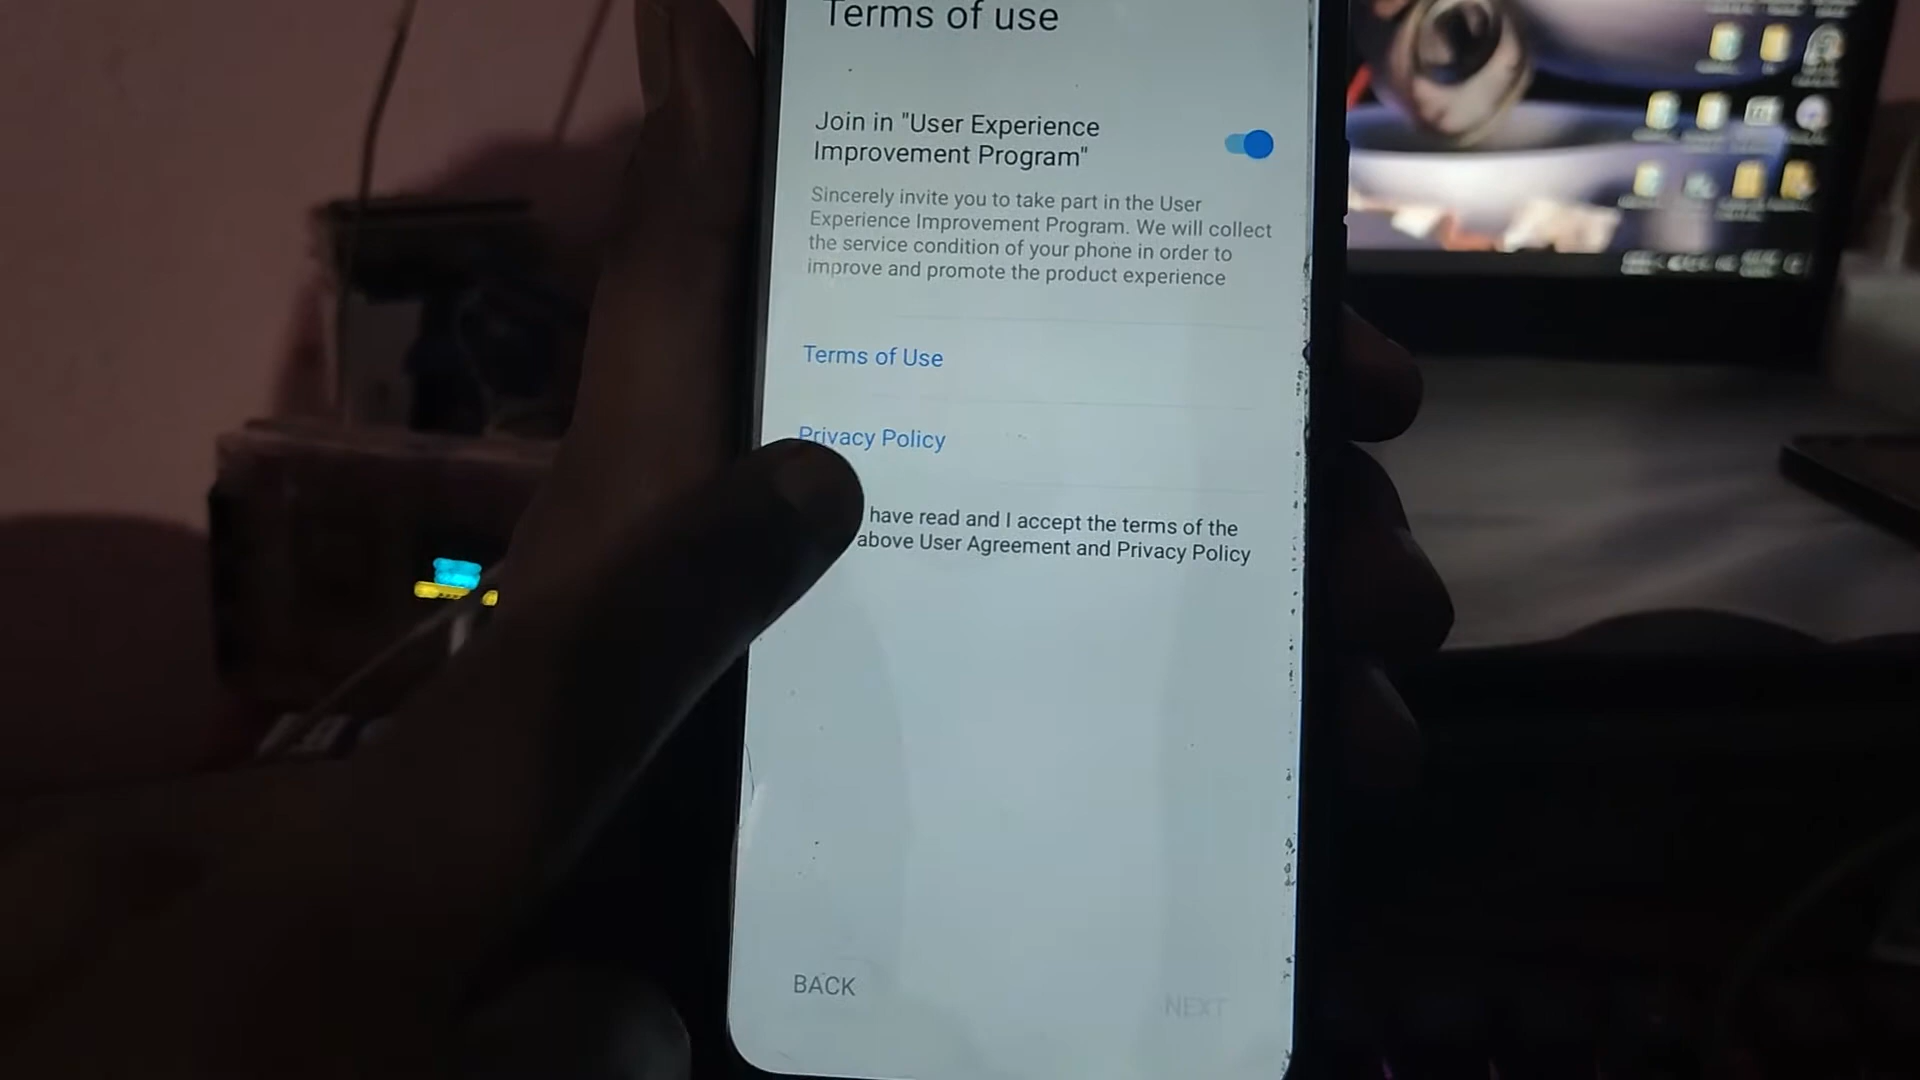 Terms of use
Join in "User Experience
Improvement Program"
Sincerely invite you to take part in the User
Experience Improvement Program. We will collect
the service condition of your phone in order to
improve and promote the product experience
Terms of Use
Privacy Policy
have read and I accept the terms of the
above User Agreement and Privacy Policy
BACK
NEXT